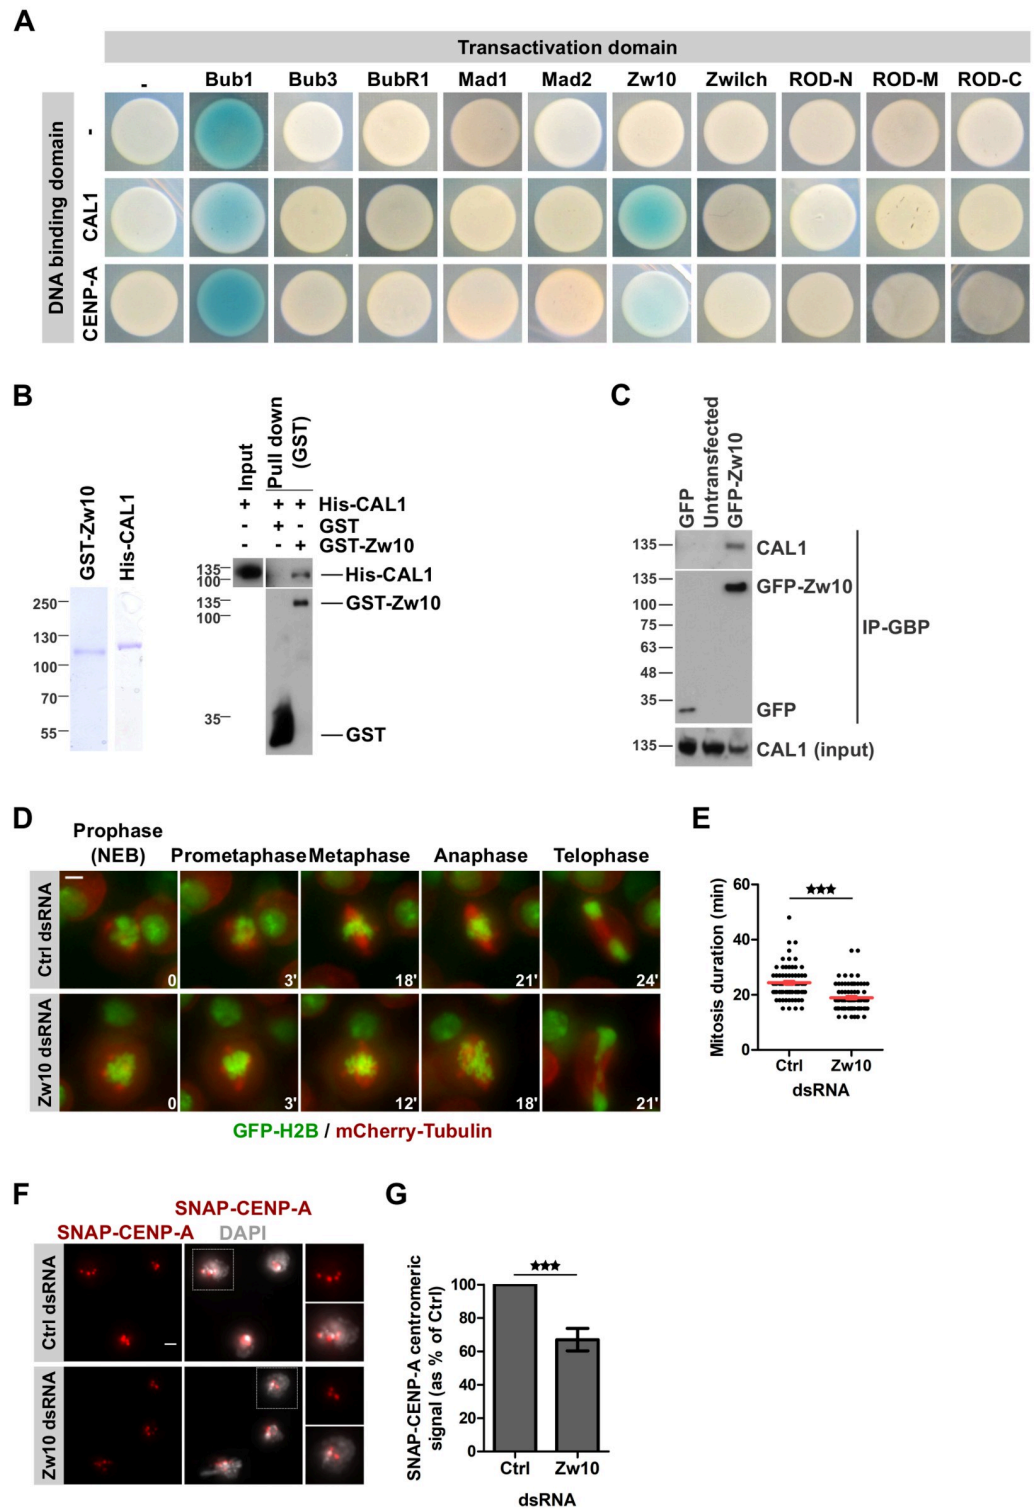 A
Transactivation domain
- Bub1 Bub3 BubR1 Mad1 Mad2 Zw10 Zwilch ROD-N ROD-M ROD-C
DNA binding domain
-
CAL1
CENP-A
B
GST-Zw10
His-CAL1
250
130
100
70
55
Input
Pull down
(GST)
+ + + His-CAL1
- + - GST
- - + GST-Zw10
135
100
His-CAL1
135
100
GST-Zw10
35
GST
C
GFP
Untransfected
GFP-Zw10
135 CAL1
135 GFP-Zw10
100
75
63
48
35
GFP
IP-GBP
135 CAL1 (input)
D
Prophase
(NEB) Prometaphase Metaphase Anaphase Telophase
Ctrl dsRNA
0 3' 18' 21' 24'
Zw10 dsRNA
0 3' 12' 18' 21'
GFP-H2B / mCherry-Tubulin
E
Mitosis duration (min)
60
40
20
0
Ctrl Zw10
dsRNA
F
SNAP-CENP-A
SNAP-CENP-A DAPI
Ctrl dsRNA
Zw10 dsRNA
G
SNAP-CENP-A centromeric
signal (as % of Ctrl)
100
80
60
40
20
0
Ctrl Zw10
dsRNA